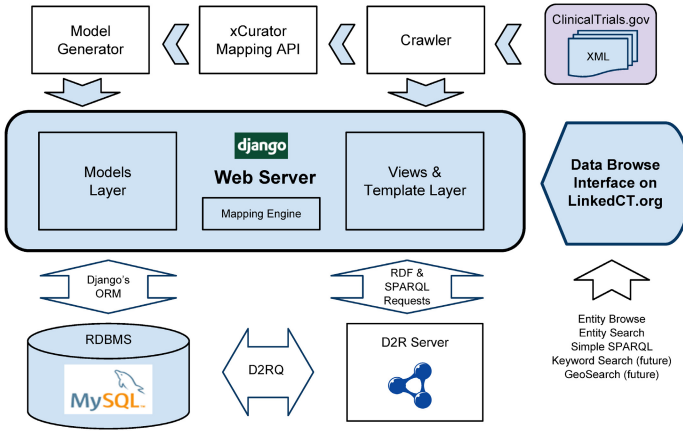 Model
Generator
xCurator
Mapping API
Crawler
ClinicalTrials.gov
XML
django
Models
Layer
Web Server
Mapping Engine
Views &
Template Layer
Data Browse
Interface on
LinkedCT.org
Django's
ORM
RDF &
SPARQL
Requests
Entity Browse
Entity Search
Simple SPARQL
Keyword Search (future)
GeoSearch (future)
RDBMS
MySQL
D2RQ
D2R Server